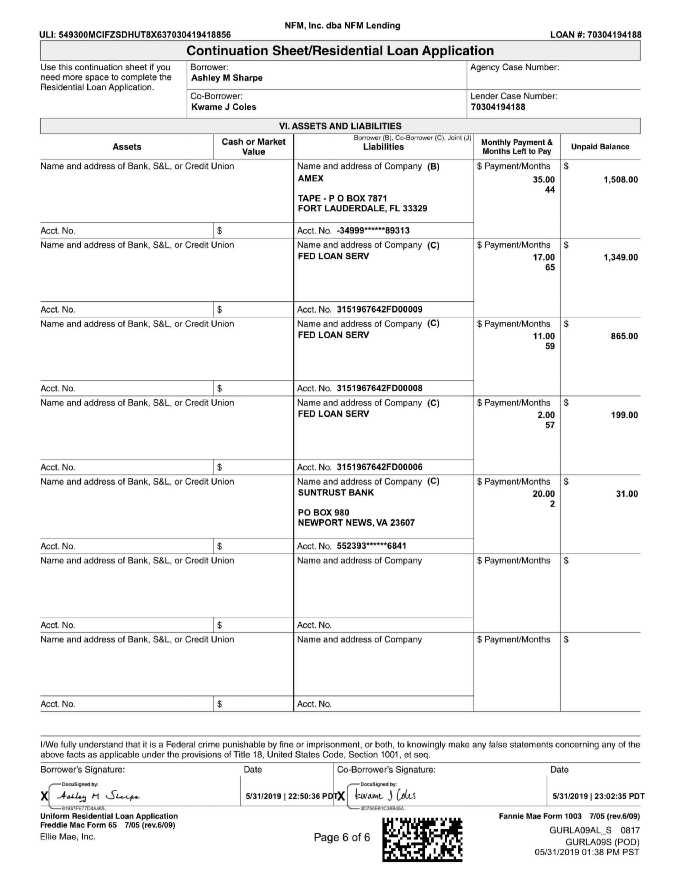 NFM, Inc. dba NFM Lending
ULI: 549300MCIFZSDHUT8X637030419418856
LOAN #: 70304194188
Continuation Sheet/Residential Loan Application
Use this continuation sheet if you
need more space to complete the
Residential Loan Application.
Borrower:
Ashley M Sharpe
Agency Case Number:
Co-Borrower:
Kwame J Coles
Lender Case Number:
70304194188
VI. ASSETS AND LIABILITIES
Assets
Cash or Market
Value
Borrower (B), Co-Borrower (C), Joint (J)
Liabilities
Monthly Payment &
Months Left to Pay
Unpaid Balance
Name and address of Bank, S&L, or Credit Union
Name and address of Company (B)
AMEX
TAPE - P O BOX 7871
FORT LAUDERDALE, FL 33329
$ Payment/Months
35.00
44
$
1,508.00
Acct. No.
$
Acct. No. -34999******89313
Name and address of Bank, S&L, or Credit Union
Name and address of Company (C)
FED LOAN SERV
$ Payment/Months
17.00
65
$
1,349.00
Acct. No.
$
Acct. No. 3151967642FD00009
Name and address of Bank, S&L, or Credit Union
Name and address of Company (C)
FED LOAN SERV
$ Payment/Months
11.00
59
$
865.00
Acct. No.
$
Acct. No. 3151967642FD00008
Name and address of Bank, S&L, or Credit Union
Name and address of Company (C)
FED LOAN SERV
$ Payment/Months
2.00
57
$
199.00
Acct. No.
$
Acct. No. 3151967642FD00006
Name and address of Bank, S&L, or Credit Union
Name and address of Company (C)
SUNTRUST BANK
PO BOX 980
NEWPORT NEWS, VA 23607
$ Payment/Months
20.00
2
$
31.00
Acct. No.
$
Acct. No. 552393******6841
Name and address of Bank, S&L, or Credit Union
Name and address of Company
$ Payment/Months
$
Acct. No.
$
Acct. No.
Name and address of Bank, S&L, or Credit Union
Name and address of Company
$ Payment/Months
$
Acct. No.
$
Acct. No.
I/We fully understand that it is a Federal crime punishable by fine or imprisonment, or both, to knowingly make any false statements concerning any of the
above facts as applicable under the provisions of Title 18, United States Code, Section 1001, et seq.
Borrower's Signature:
Date
Co-Borrower's Signature:
Date
DocuSigned by:
X Ashley M Sharpe
5/31/2019 | 22:50:36 PDT
DocuSigned by:
X Kwame J Coles
5/31/2019 | 23:02:35 PDT
Uniform Residential Loan Application
Freddie Mac Form 65 7/05 (rev.6/09)
Ellie Mae, Inc.
Page 6 of 6
Fannie Mae Form 1003 7/05 (rev.6/09)
GURLA09AL_S 0817
GURLA09S (POD)
05/31/2019 01:38 PM PST